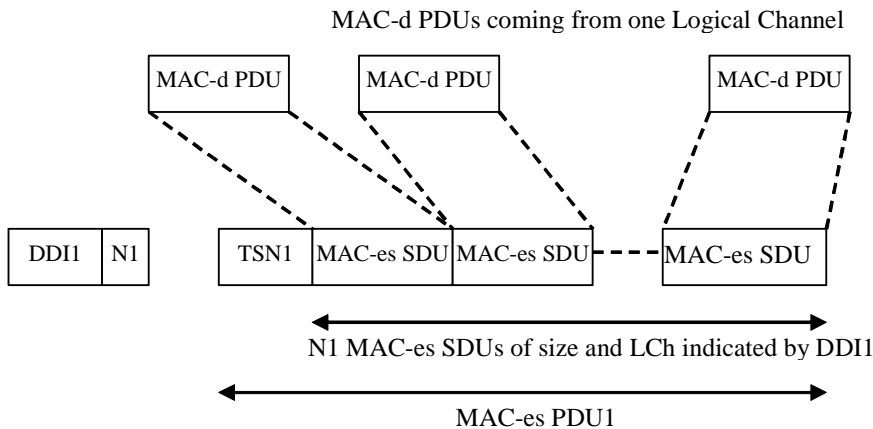 MAC-d PDUs coming from one Logical Channel
MAC-d PDU MAC-d PDU MAC-d PDU
DDI1 N1 TSN1 MAC-es SDU MAC-es SDU MAC-es SDU
N1 MAC-es SDUs of size and LCh indicated by DDI1
MAC-es PDU1